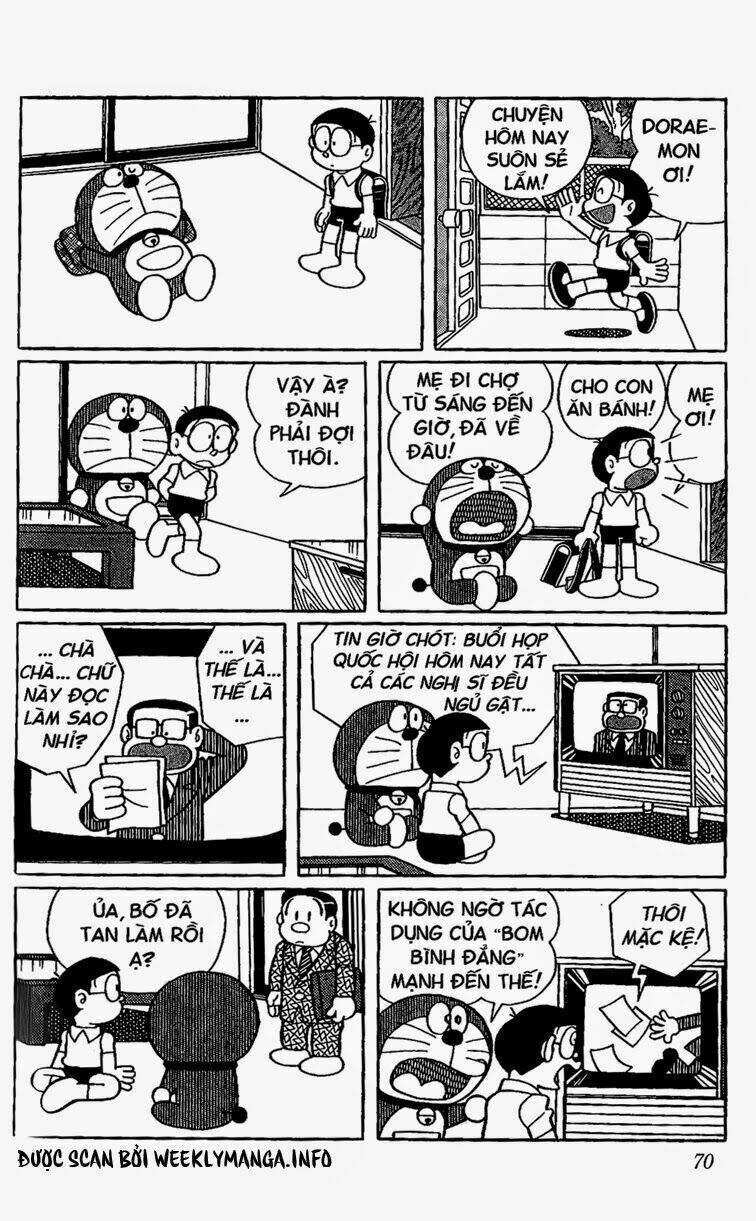 DORAE-
MON
ƠI!
CHUYỆN
HÔM NAY
SUÔN SẺ
LẮM!
MẸ
ƠI!
CHO CON
ĂN BÁNH!
MẸ ĐI CHỢ
TỪ SÁNG ĐẾN
GIỜ, ĐÃ VỀ
ĐÂU!
VẬY À?
ĐÀNH
PHẢI ĐỢI
THÔI.
TIN GIỜ CHÓT: BUỔI HỌP
QUỐC HỘI HÔM NAY TẤT
CẢ CÁC NGHỊ SĨ ĐỀU
NGỦ GẬT...
... VÀ
THẾ LÀ...
THẾ LÀ
...
... CHÀ
CHÀ... CHỮ
NÀY ĐỌC
LÀM SAO
NHỈ?
THÔI
MẶC KỆ!
KHÔNG NGỜ TÁC
DỤNG CỦA "BOM
BÌNH ĐẲNG"
MẠNH ĐẾN THẾ!
ỦA, BỐ ĐÃ
TAN LÀM RỒI
Ạ?
ĐƯỢC SCAN BỞI WEEKLYMANGA.INFO
70